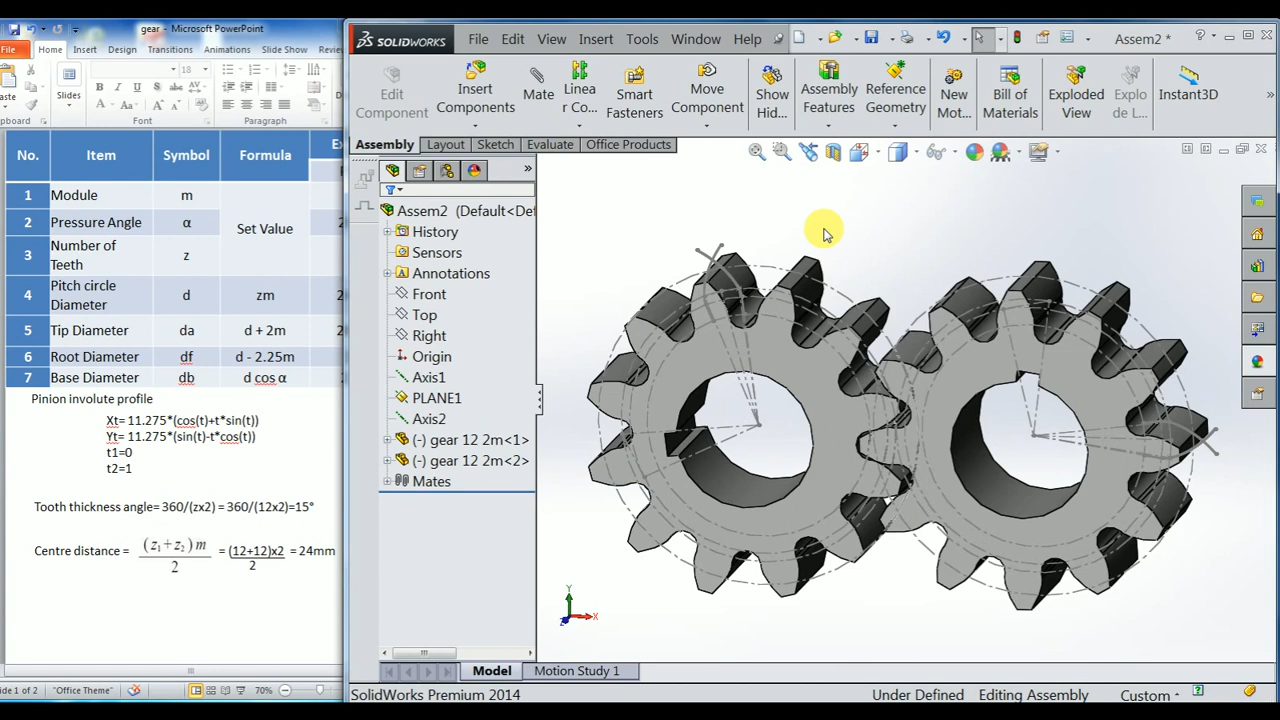 gear - Microsoft PowerPoint
File
Home
Insert
Design
Transitions
Animations
Slide Show
Slides
18
Font
Paragraph
No.
Item
Symbol
Formula
1
Module
m
Set Value
2
Pressure Angle
α
3
Number of
Teeth
z
4
Pitch circle
Diameter
d
zm
5
Tip Diameter
da
d + 2m
6
Root Diameter
df
d - 2.25m
7
Base Diameter
db
d cos α
Pinion involute profile
Xt= 11.275*(cos(t)+t*sin(t))
Yt= 11.275*(sin(t)-t*cos(t))
t1=0
t2=1
Tooth thickness angle= 360/(zx2) = 360/(12x2)=15°
Centre distance = (z1+z2) m = (12+12)x2 = 24mm
2 2
1 of 2
"Office Theme"
70%
SOLIDWORKS
File
Edit
View
Insert
Tools
Window
Help
Assem2 *
Edit
Component
Insert
Components
Mate
Linea
r Co...
Smart
Fasteners
Move
Component
Show
Hid...
Assembly
Features
Reference
Geometry
New
Mot...
Bill of
Materials
Exploded
View
Explo
de L...
Instant3D
Assembly
Layout
Sketch
Evaluate
Office Products
Assem2 (Default<Def
History
Sensors
Annotations
Front
Top
Right
Origin
Axis1
PLANE1
Axis2
(-) gear 12 2m<1>
(-) gear 12 2m<2>
Mates
Y
X
Z
Model
Motion Study 1
SolidWorks Premium 2014
Under Defined
Editing Assembly
Custom